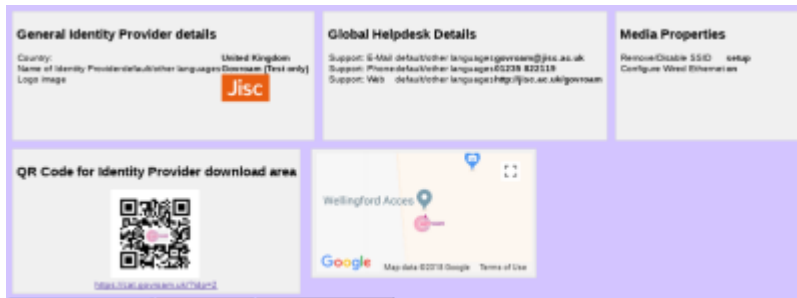 General Identity Provider details
Country: United Kingdom
Name of Identity Provider default/other languages Govroam (Test only)
Logo image
Jisc
Global Helpdesk Details
Support: E-Mail default/other languages govroam@jisc.ac.uk
Support: Phone default/other languages 01235 822119
Support: Web default/other languages http://jisc.ac.uk/govroam
Media Properties
Remove/Disable SSID setup
Configure Wired Ethernet on
QR Code for Identity Provider download area
Wellingford Acces
Google Map data ©2018 Google Terms of Use